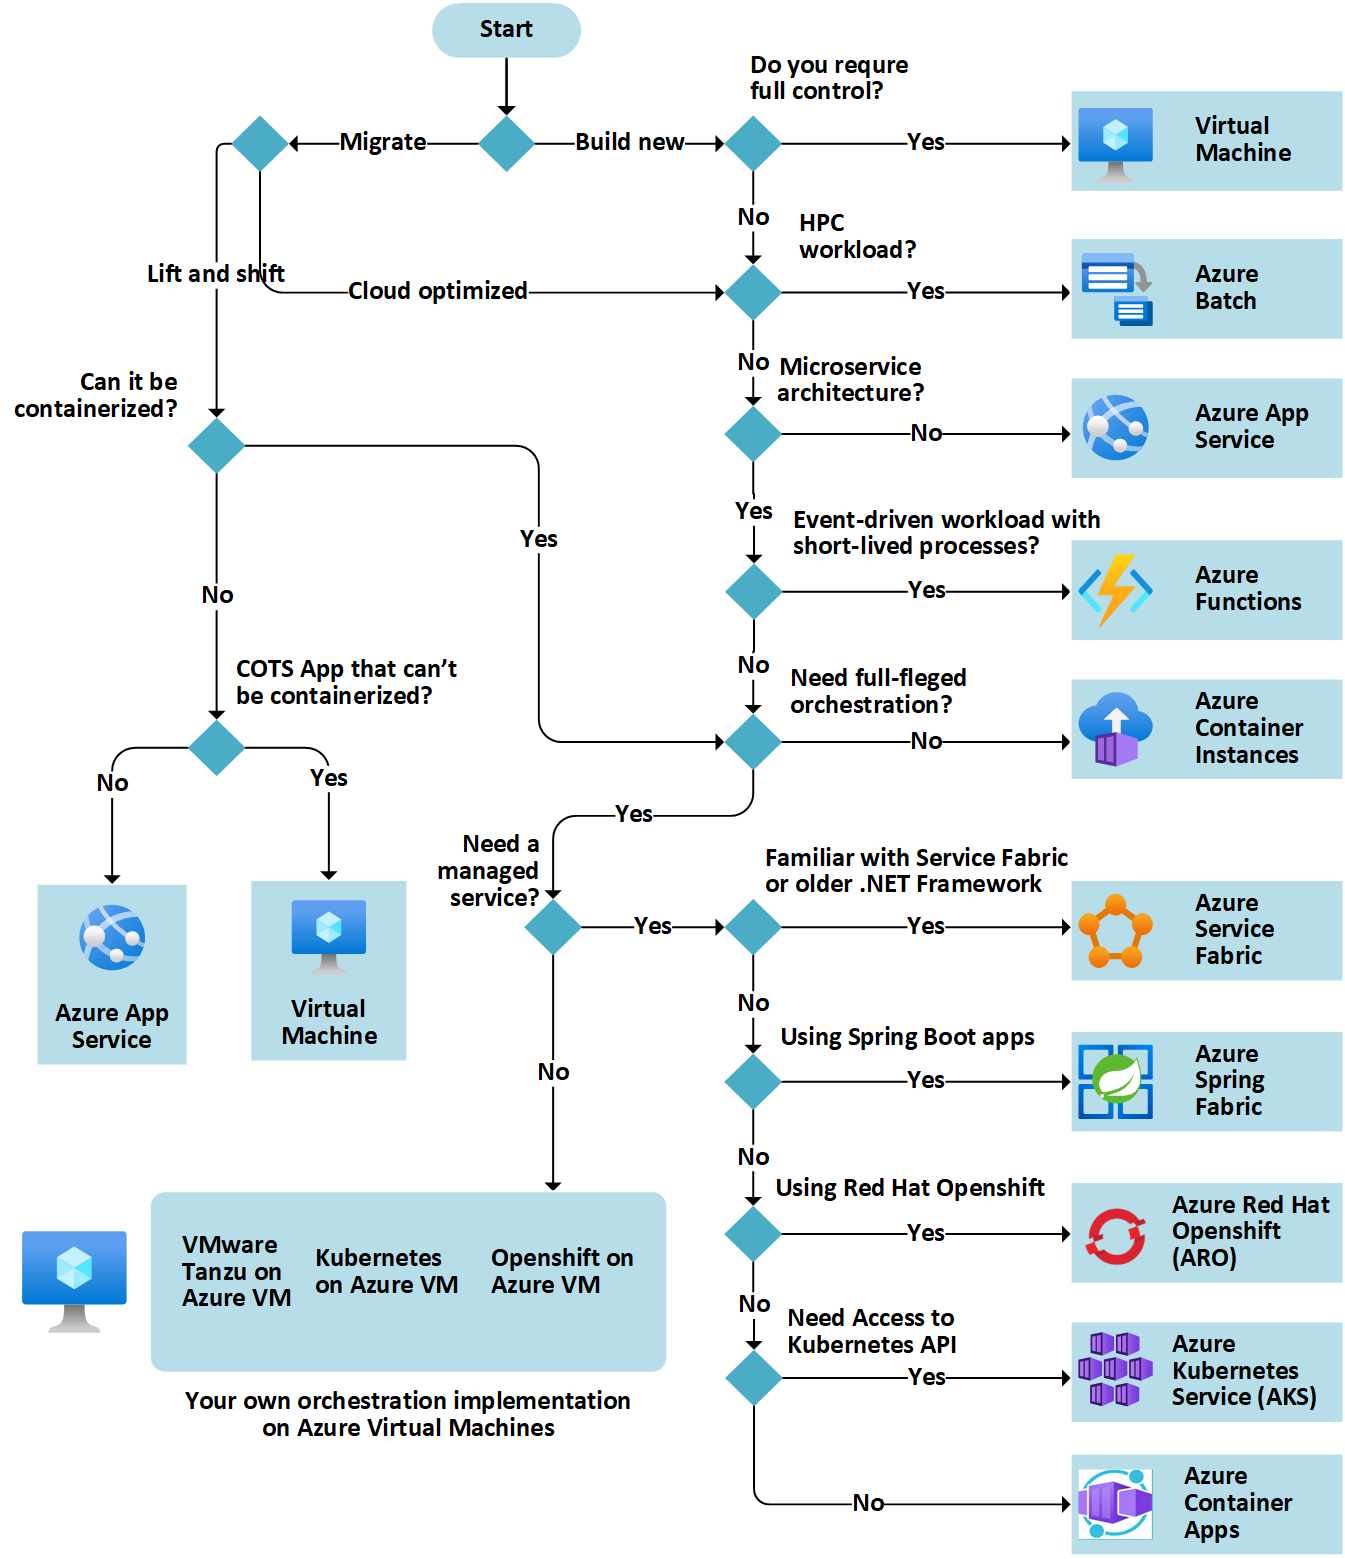 Start
Do you requre
full control?
Migrate
Build new
Yes
Virtual
Machine
No
HPC
workload?
Lift and shift
Cloud optimized
Yes
Azure
Batch
No
Microservice
architecture?
Can it be
containerized?
No
Azure App
Service
Yes
Event-driven workload with
short-lived processes?
Yes
No
Yes
Azure
Functions
No
COTS App that can't
be containerized?
Need full-fleged
orchestration?
No
Azure
Container
Instances
No
Yes
Yes
Need a
managed
service?
Familiar with Service Fabric
or older .NET Framework
Yes
Yes
Azure
Service
Fabric
Azure App
Service
Virtual
Machine
No
Using Spring Boot apps
No
Yes
Azure
Spring
Fabric
No
Using Red Hat Openshift
Yes
Azure Red Hat
Openshift
(ARO)
VMware
Tanzu on
Azure VM
Kubernetes
on Azure VM
Openshift on
Azure VM
No
Need Access to
Kubernetes API
Yes
Azure
Kubernetes
Service (AKS)
Your own orchestration implementation
on Azure Virtual Machines
No
Azure
Container
Apps